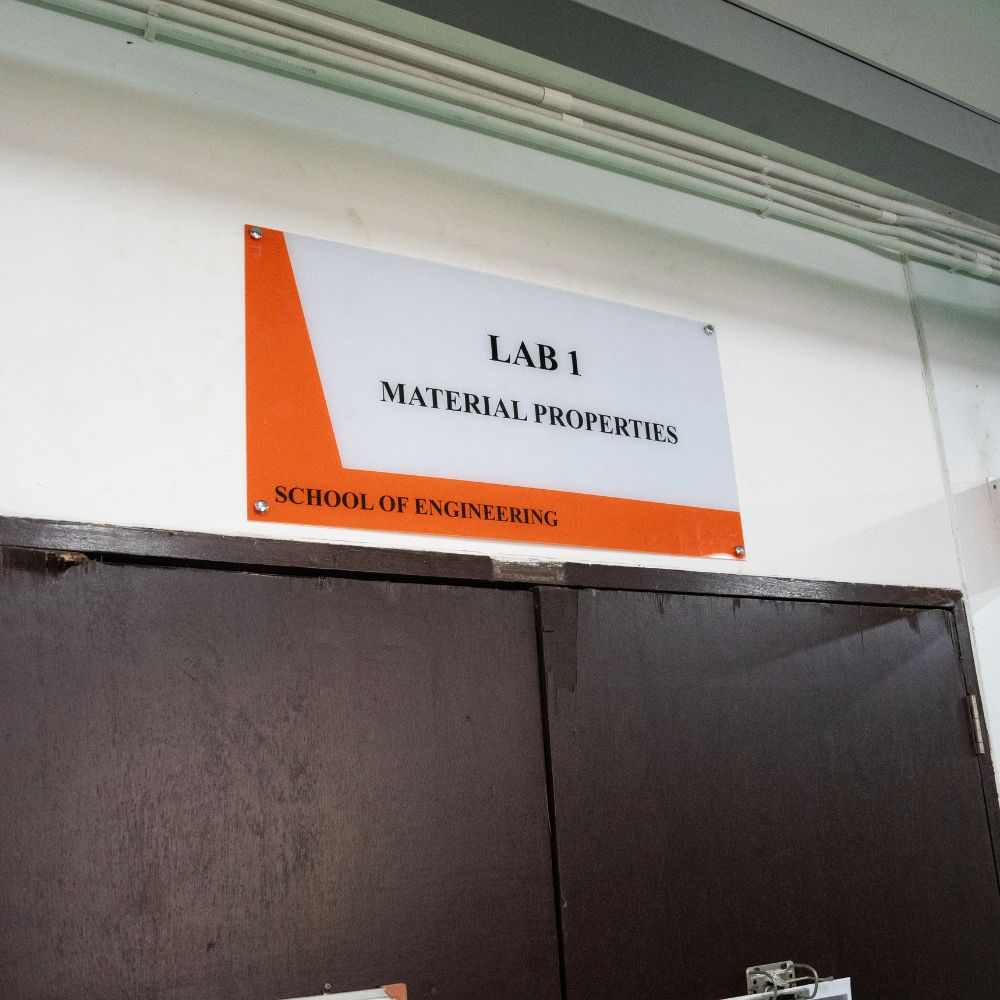 LAB 1
MATERIAL PROPERTIES
SCHOOL OF ENGINEERING